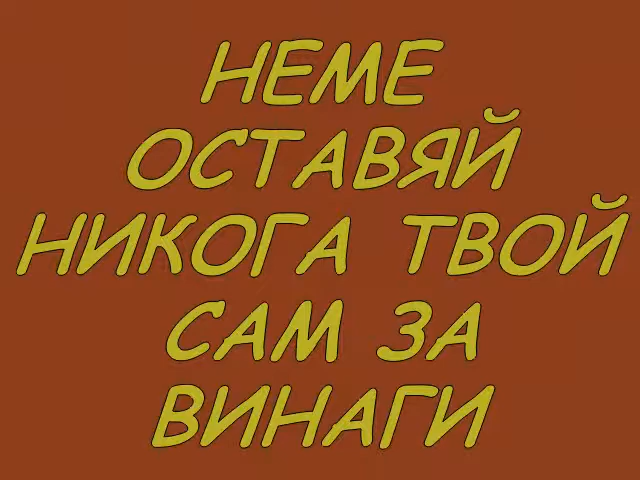 НЕМЕ
ОСТАВЯЙ
НИКОГА ТВОЙ
САМ ЗА
ВИНАГИ